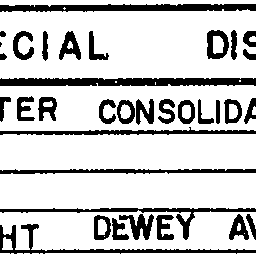 ECIAL DIS
TER CONSOLIDA
HT DEWEY AV